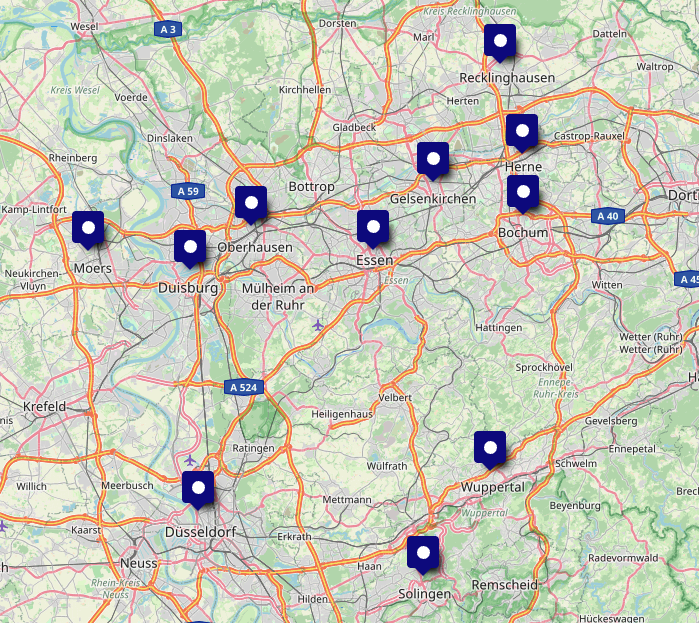 Kreis Recklinghausen
Wesel
Dorsten
A 3
Marl
Datteln
Recklinghausen
Waltrop
Kreis Wesel
Voerde
Kirchhellen
Herten
Dinslaken
Gladbeck
Castrop-Rauxel
Rheinberg
Herne
Bottrop
A 59
Gelsenkirchen
Kamp-Lintfort
A 40
Bochum
Oberhausen
Essen
Moers
Neukirchen-
Vluyn
Duisburg
Mülheim an
der Ruhr
Essen
A 45
Witten
Hattingen
Wetter (Ruhr)
Wetter (Ruhr)
Sprockhövel
Ennepe-
Ruhr-Kreis
A 524
Velbert
Krefeld
Heiligenhaus
Gevelsberg
Ratingen
Ennepetal
Wülfrath
Schwelm
Willich
Meerbusch
Wuppertal
Mettmann
Beyenburg
Wuppertal
Kaarst
Düsseldorf
Erkrath
Neuss
Haan
Radevormwald
Rhein-Kreis
Neuss
Remscheid
Solingen
Hilden
Hückeswagen